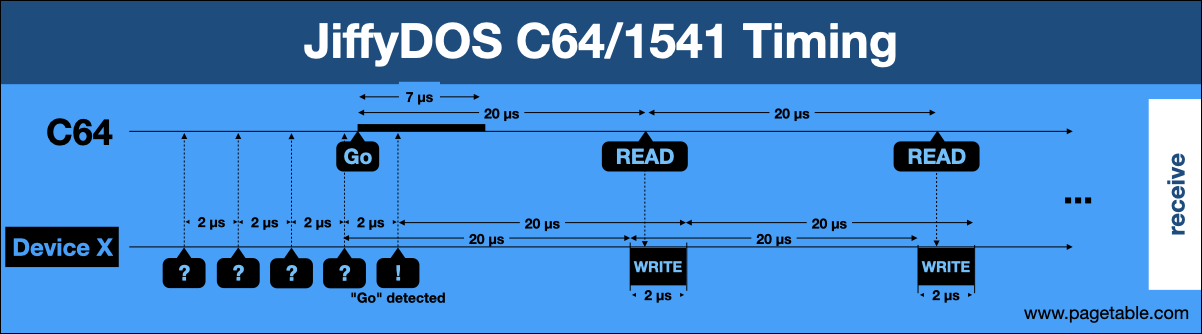 JiffyDOS C64/1541 Timing
7 µs
20 µs 20 µs
C64
Go READ READ
receive
...
2 µs 2 µs 2 µs 2 µs 20 µs 20 µs
20 µs 20 µs
Device X
? ? ? ? ! WRITE WRITE
"Go" detected 2 µs 2 µs
www.pagetable.com